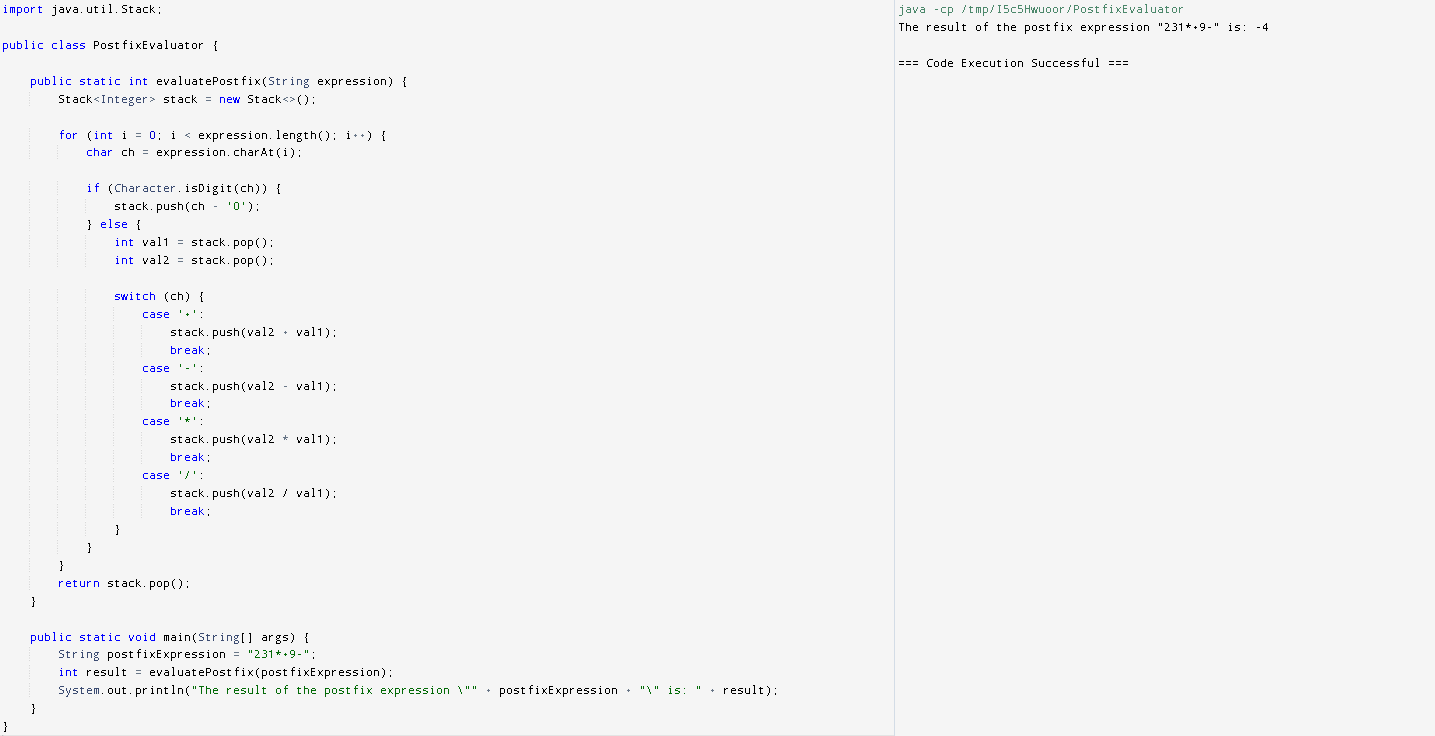 import java.util.Stack;
public class PostfixEvaluator {
public static int evaluatePostfix(String expression) {
Stack<Integer> stack = new Stack<>();
for (int i = 0; i < expression.length(); i++) {
char ch = expression.charAt(i);
if (Character.isDigit(ch)) {
stack.push(ch - '0');
} else {
int val1 = stack.pop();
int val2 = stack.pop();
switch (ch) {
case '+':
stack.push(val2 + val1);
break;
case '-':
stack.push(val2 - val1);
break;
case '*':
stack.push(val2 * val1);
break;
case '/':
stack.push(val2 / val1);
break;
}
}
}
return stack.pop();
}
public static void main(String[] args) {
String postfixExpression = "231*+9-";
int result = evaluatePostfix(postfixExpression);
System.out.println("The result of the postfix expression \"" + postfixExpression + "\" is: " + result);
}
}
java -cp /tmp/I5c5Hwuoor/PostfixEvaluator
The result of the postfix expression "231*+9-" is: -4
=== Code Execution Successful ===